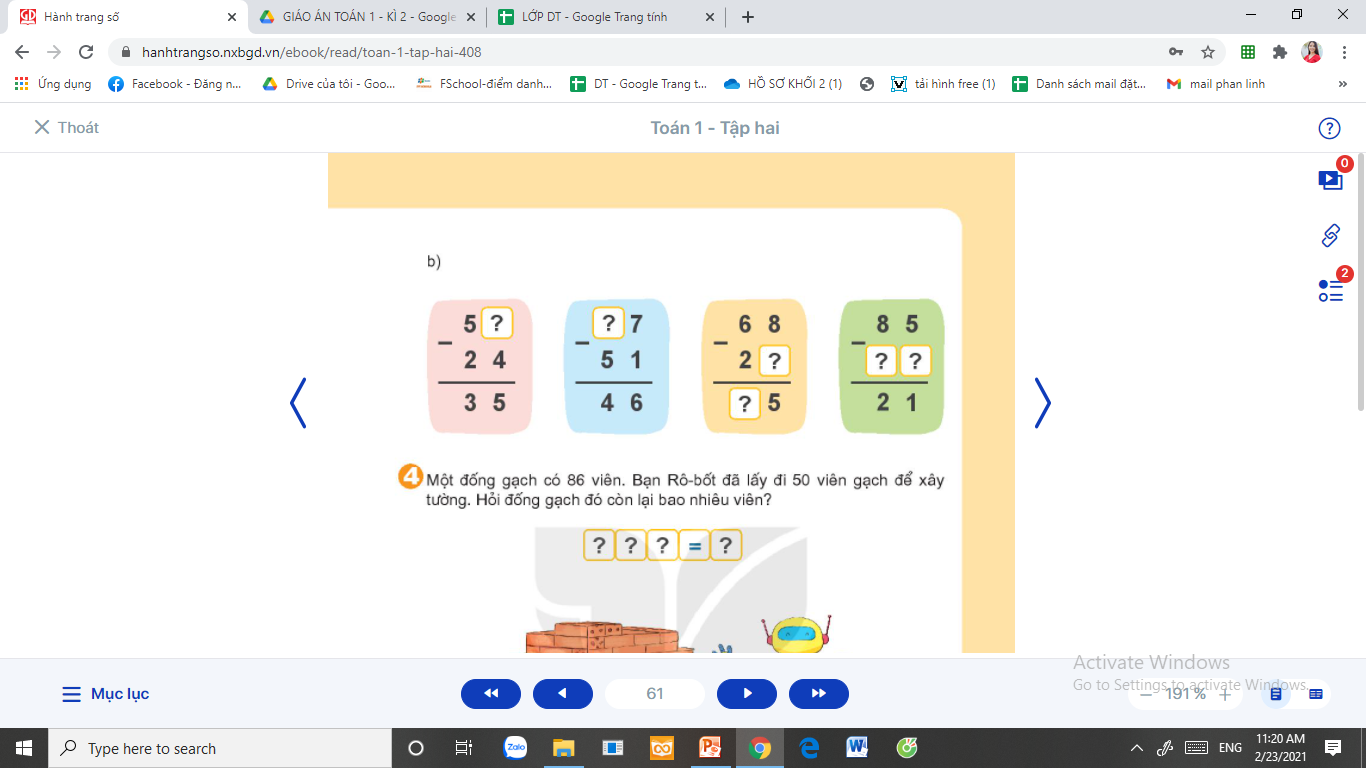 Hành trang số
GIÁO ÁN TOÁN 1 - KÌ 2 - Google
LỚP DT - Google Trang tính
hanhtrangso.nxbgd.vn/ebook/read/toan-1-tap-hai-408
Ứng dụng
Facebook - Đăng n...
Drive của tôi - Goo...
FSchool-điểm danh...
DT - Google Trang t...
HỒ SƠ KHỐI 2 (1)
tải hình free (1)
Danh sách mail đặt...
mail phan linh
»
Thoát
Toán 1 - Tập hai
?
0
2
b)
5 ? ? 7 6 8 8 5
− − − −
2 4 5 1 2 ? ? ?
3 5 4 6 ? 5 2 1
4 Một đống gạch có 86 viên. Bạn Rô-bốt đã lấy đi 50 viên gạch để xây
tường. Hỏi đống gạch đó còn lại bao nhiêu viên?
? ? ? = ?
Activate Windows
Go to Settings to activate Windows.
Mục lục
61
191 %
Type here to search
Zalo
ENG
11:20 AM
2/23/2021